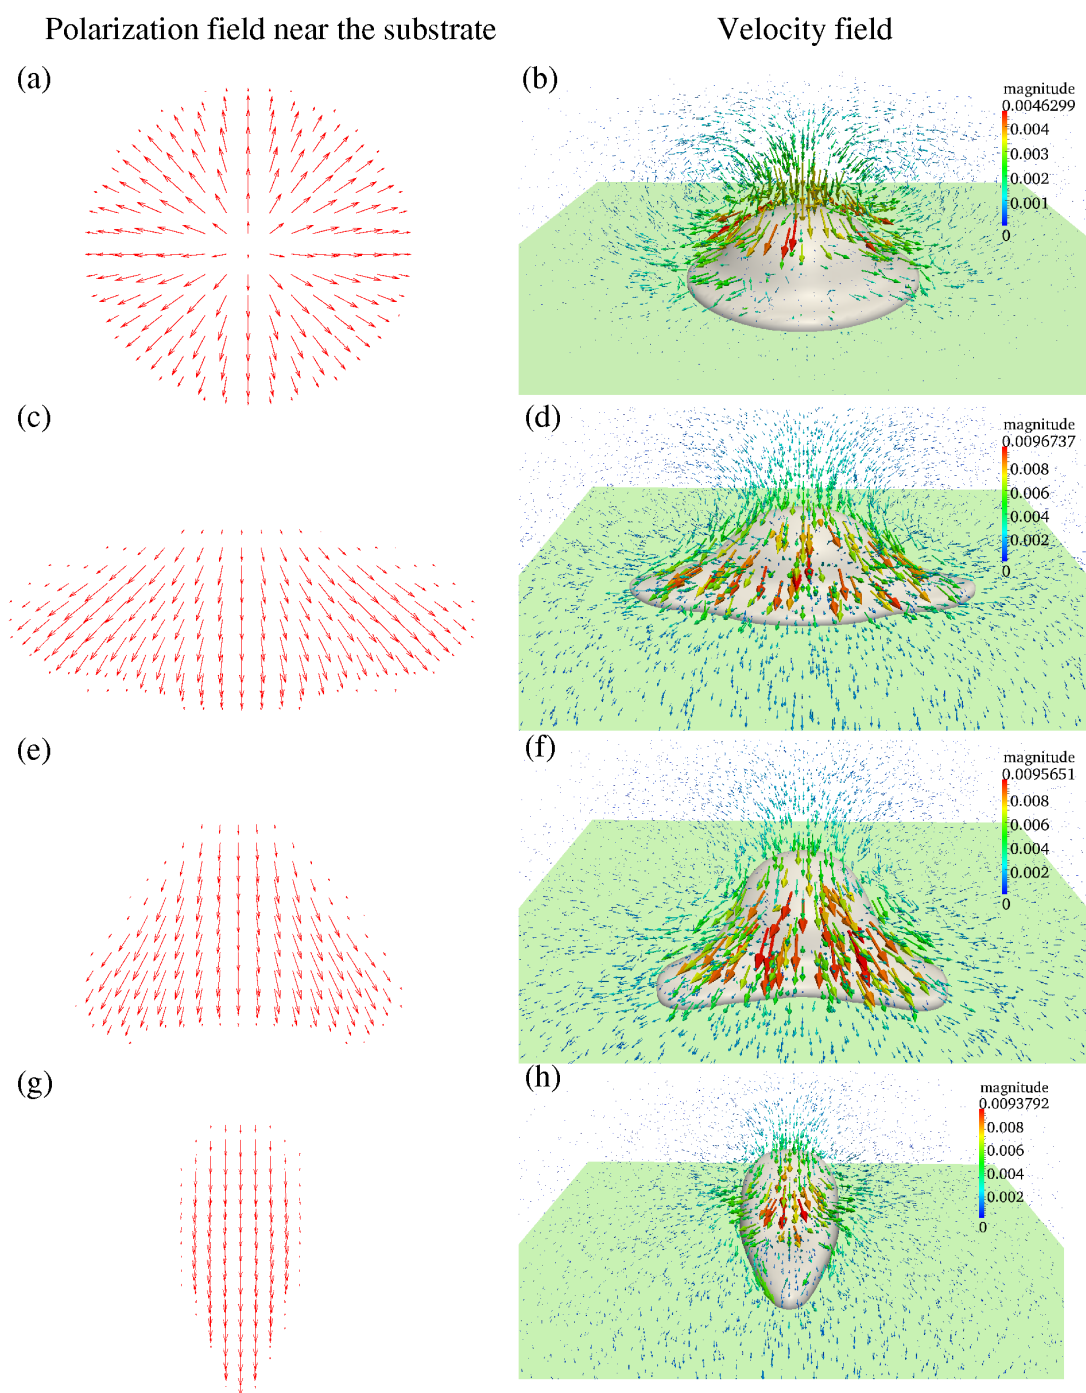 Polarization field near the substrate
Velocity field
(a)
(b)
magnitude
0.0046299
0.004
0.003
0.002
0.001
0
(c)
(d)
magnitude
0.0096737
0.008
0.006
0.004
0.002
0
(e)
(f)
magnitude
0.0095651
0.008
0.006
0.004
0.002
0
(g)
(h)
magnitude
0.0093792
0.008
0.006
0.004
0.002
0